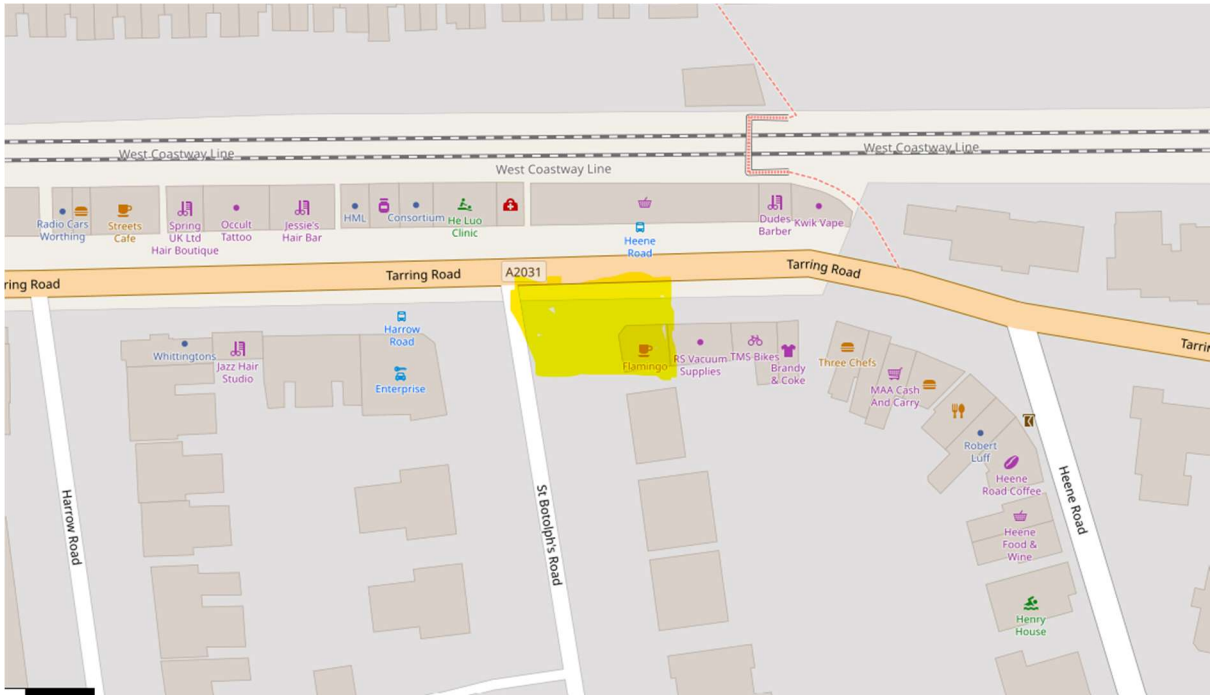 West Coastway Line
West Coastway Line
West Coastway Line
Radio Cars
Worthing
Streets
Cafe
Spring
UK Ltd
Hair Boutique
Occult
Tattoo
Jessie's
Hair Bar
HML
Consortium
He Luo
Clinic
Heene
Road
Dudes
Barber
Kwik Vape
rring Road
Tarring Road
A2031
Tarring Road
Tarrin
Harrow
Road
Whittingtons
Jazz Hair
Studio
Enterprise
Flamingo
RS Vacuum
Supplies
TMS Bikes
Brandy
& Coke
Three Chefs
MAA Cash
And Carry
Robert
Luff
Heene
Road Coffee
Heene
Food &
Wine
Henry
House
Harrow Road
St Botolph's Road
Heene Road